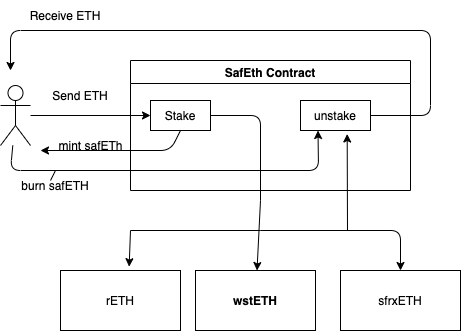 Receive ETH
SafEth Contract
Send ETH
Stake
unstake
mint safETh
burn safETH
rETH
wstETH
sfrxETH